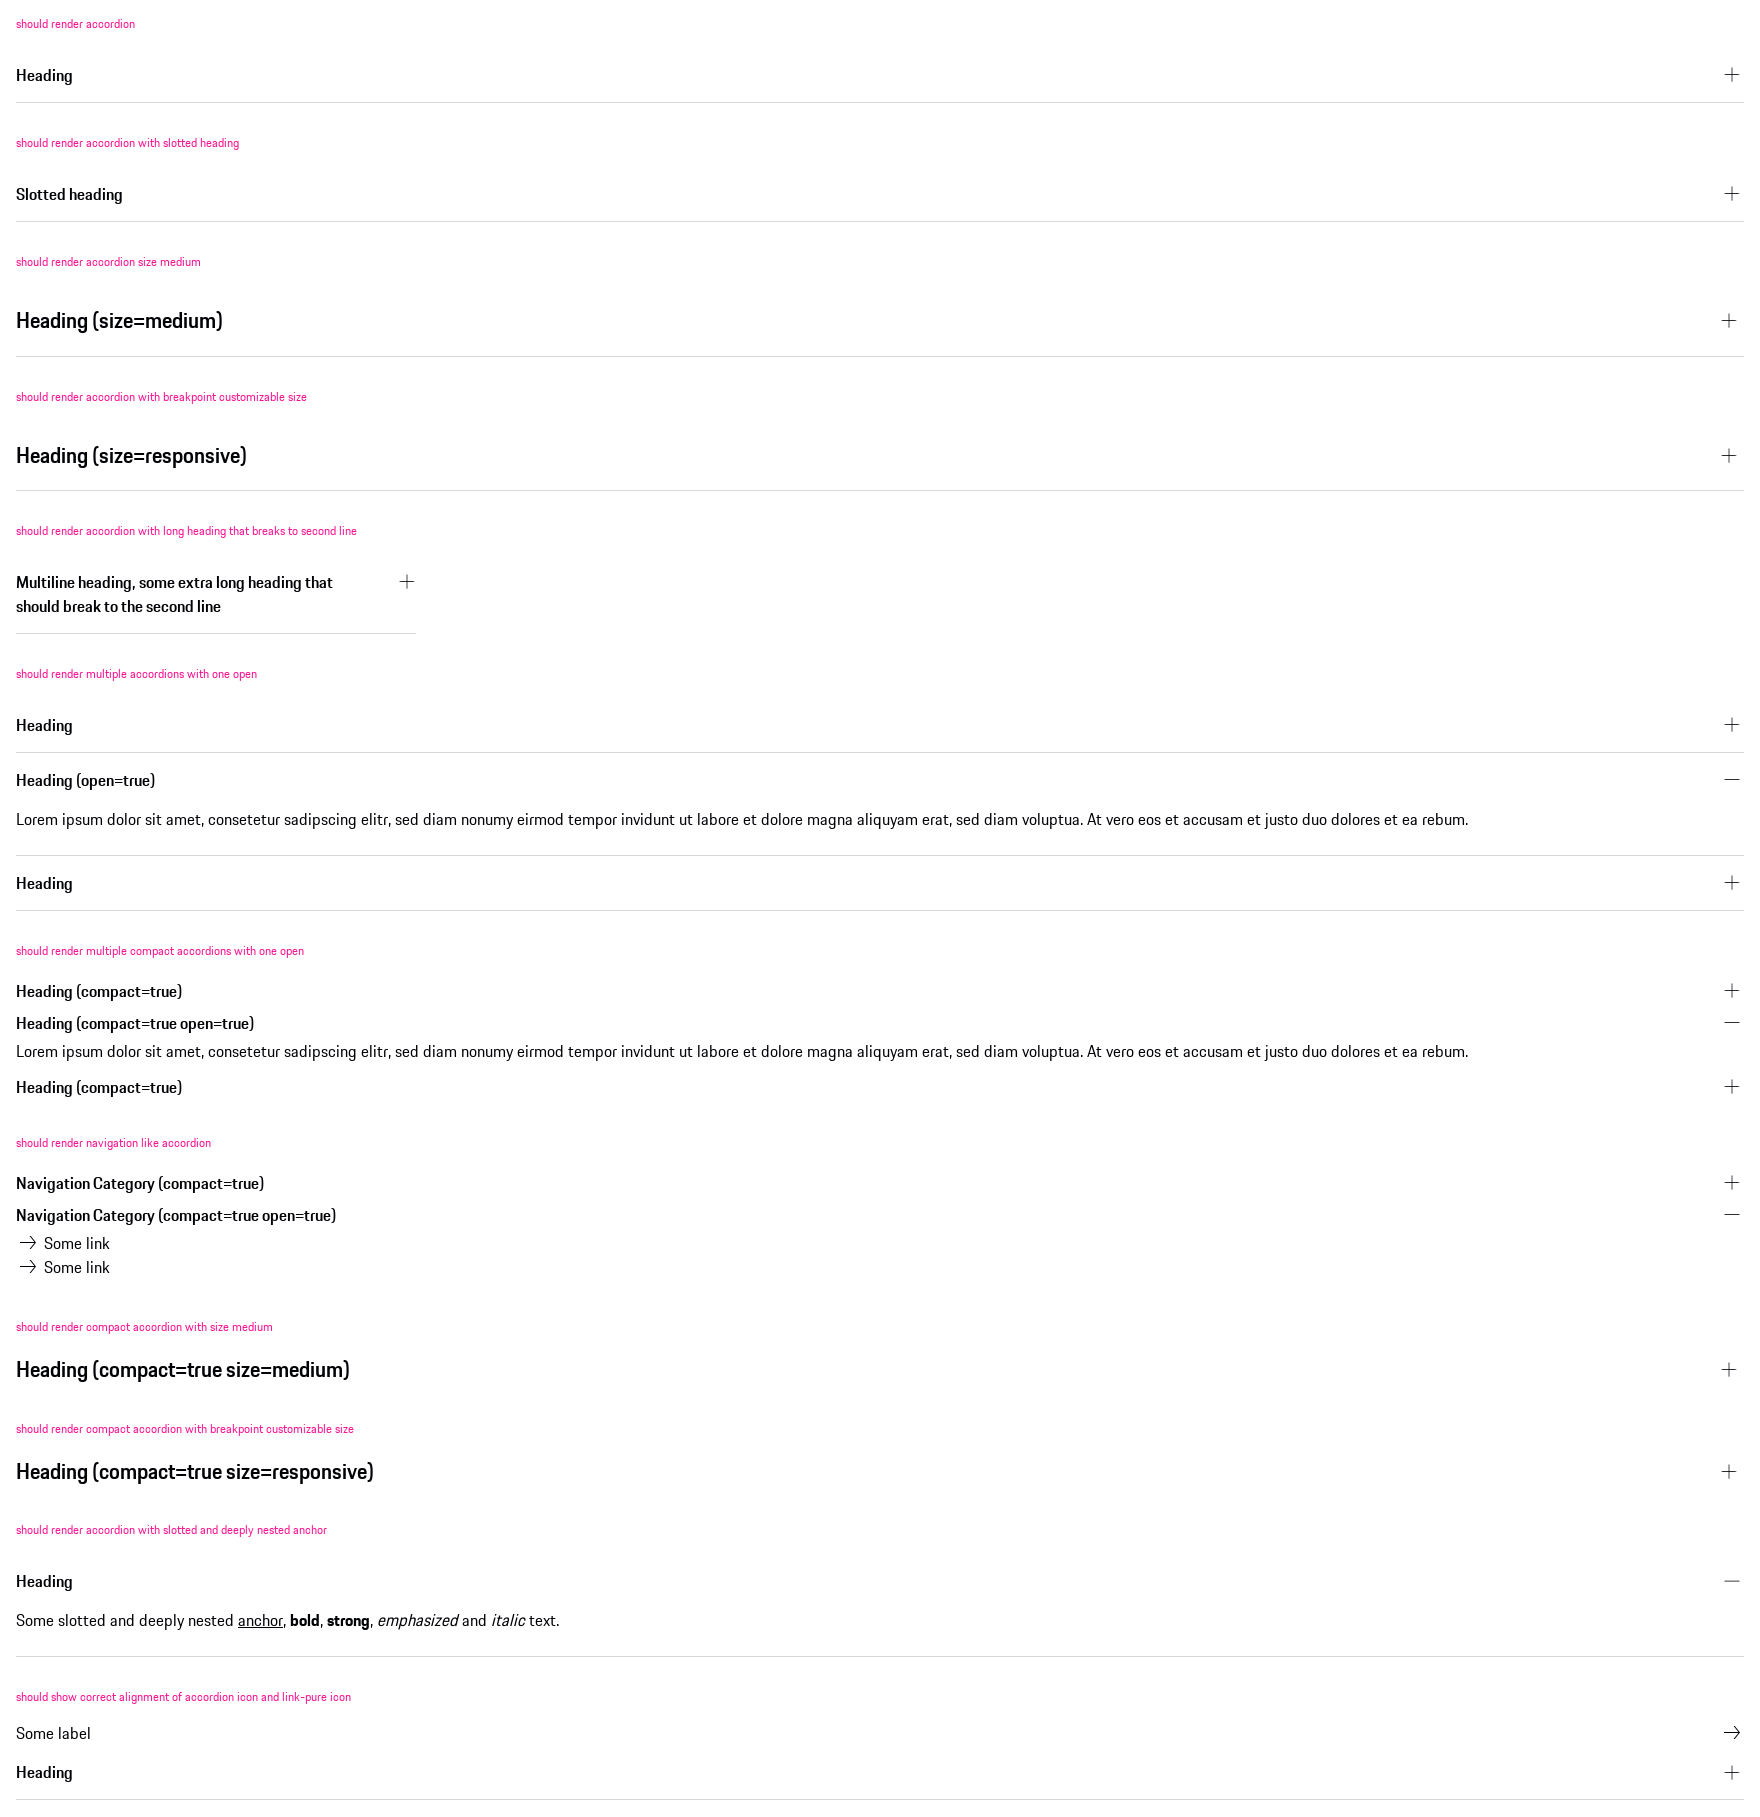 should render accordion
Heading
should render accordion with slotted heading
Slotted heading
should render accordion size medium
Heading (size=medium)
should render accordion with breakpoint customizable size
Heading (size=responsive)
should render accordion with long heading that breaks to second line
Multiline heading, some extra long heading that
should break to the second line
should render multiple accordions with one open
Heading
Heading (open=true)
Lorem ipsum dolor sit amet, consetetur sadipscing elitr, sed diam nonumy eirmod tempor invidunt ut labore et dolore magna aliquyam erat, sed diam voluptua. At vero eos et accusam et justo duo dolores et ea rebum.
Heading
should render multiple compact accordions with one open
Heading (compact=true)
Heading (compact=true open=true)
Lorem ipsum dolor sit amet, consetetur sadipscing elitr, sed diam nonumy eirmod tempor invidunt ut labore et dolore magna aliquyam erat, sed diam voluptua. At vero eos et accusam et justo duo dolores et ea rebum.
Heading (compact=true)
should render navigation like accordion
Navigation Category (compact=true)
Navigation Category (compact=true open=true)
Some link
Some link
should render compact accordion with size medium
Heading (compact=true size=medium)
should render compact accordion with breakpoint customizable size
Heading (compact=true size=responsive)
should render accordion with slotted and deeply nested anchor
Heading
Some slotted and deeply nested anchor, bold, strong, emphasized and italic text.
should show correct alignment of accordion icon and link-pure icon
Some label
Heading